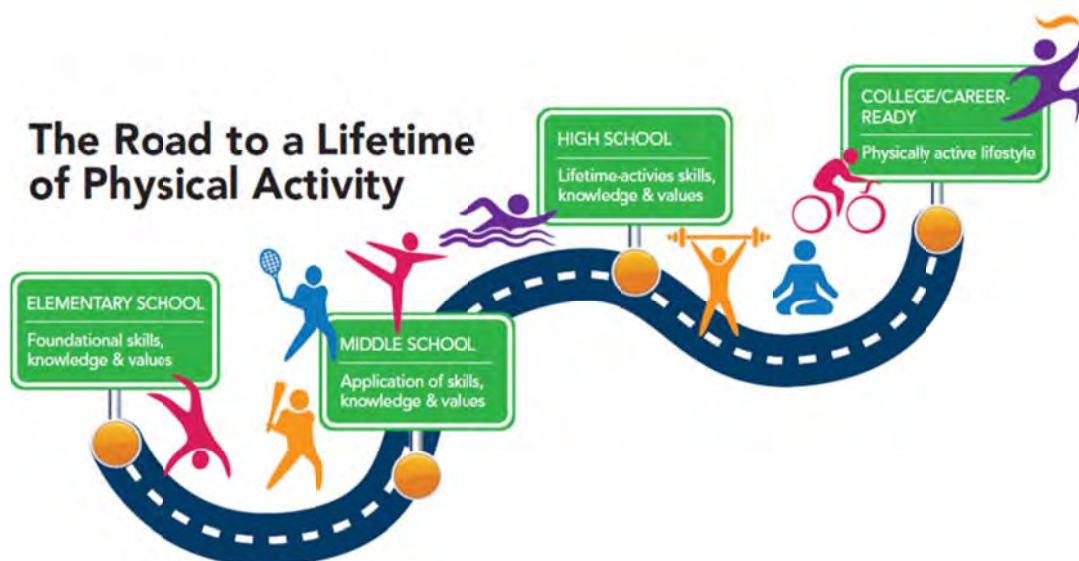 The Road to a Lifetime
of Physical Activity
ELEMENTARY SCHOOL
Foundational skills,
knowledge & values
MIDDLE SCHOOL
Application of skills,
knowledge & values
HIGH SCHOOL
Lifetime-activies skills,
knowledge & values
COLLEGE/CAREER-
READY
Physically active lifestyle